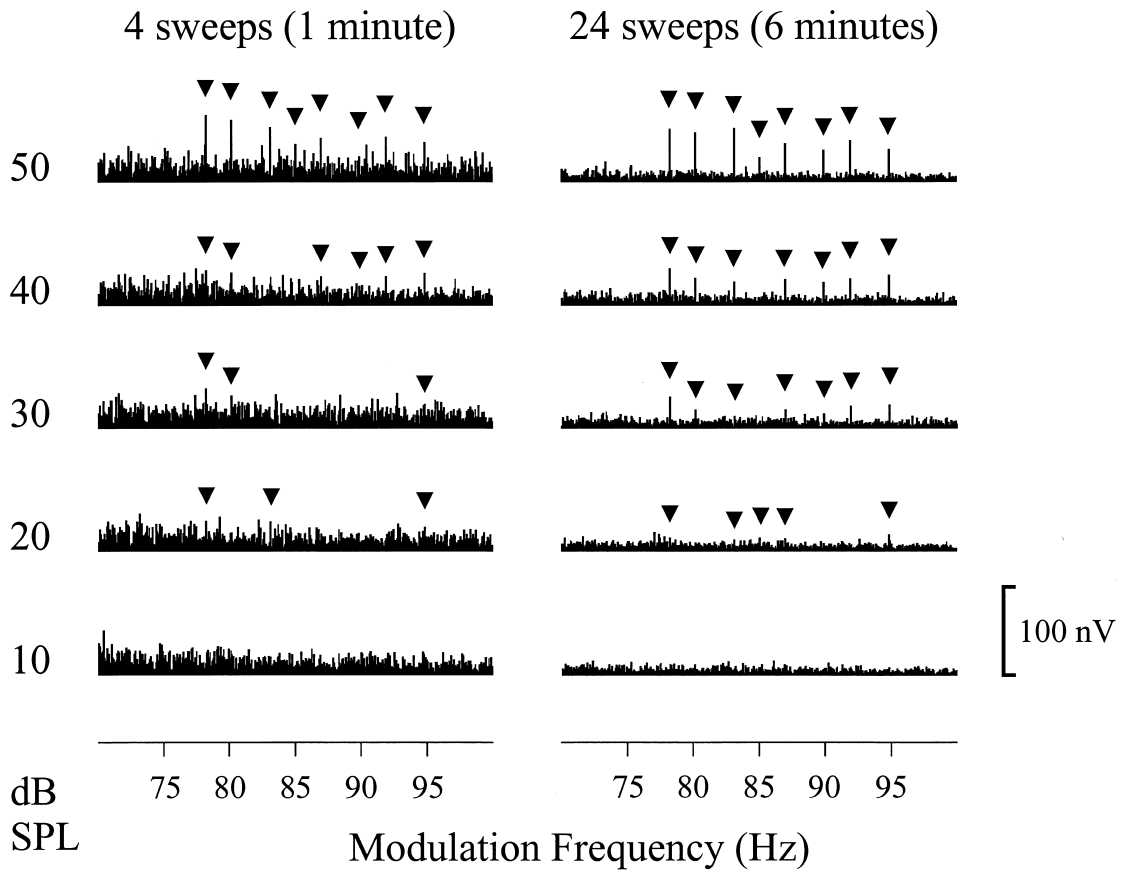 4 sweeps (1 minute)
24 sweeps (6 minutes)
50
40
30
20
10
100 nV
75 80 85 90 95
75 80 85 90 95
dB
SPL
Modulation Frequency (Hz)